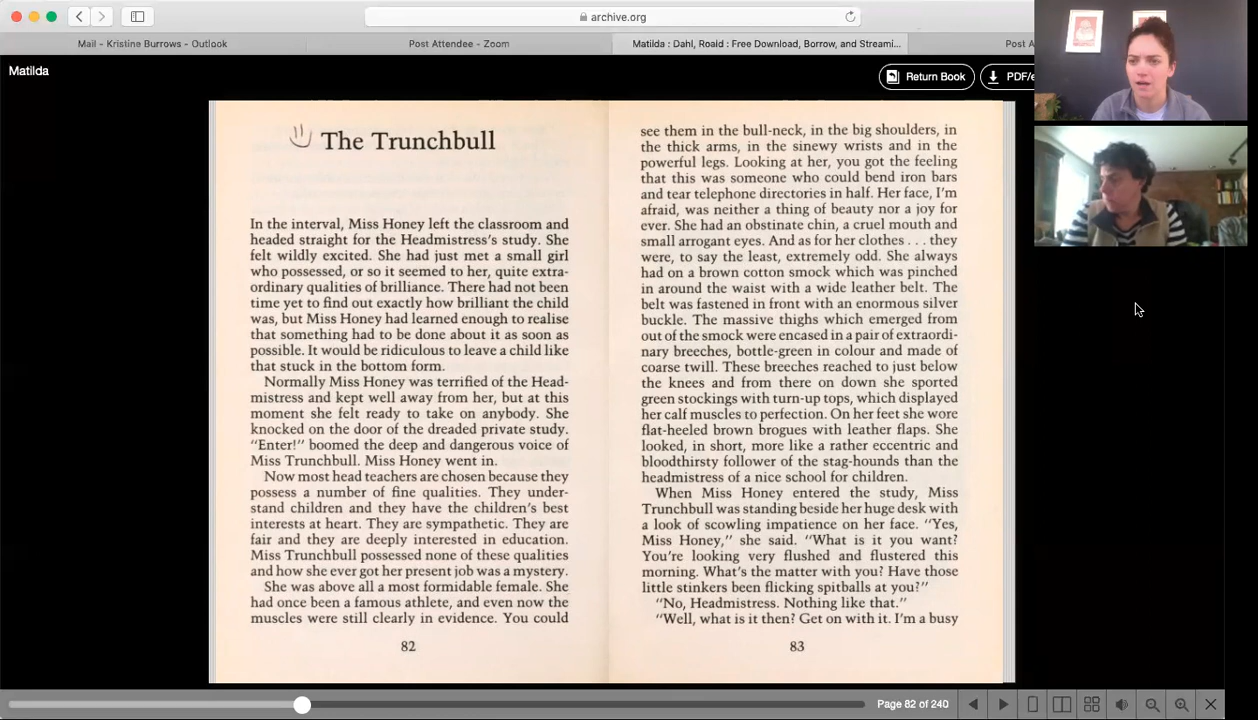 archive.org
Mail - Kristine Burrows - Outlook
Post Attendee - Zoom
Matilda : Dahl, Roald : Free Download, Borrow, and Streami...
Post A
Matilda
Return Book
PDF/e
The Trunchbull
In the interval, Miss Honey left the classroom and
headed straight for the Headmistress's study. She
felt wildly excited. She had just met a small girl
who possessed, or so it seemed to her, quite extra-
ordinary qualities of brilliance. There had not been
time yet to find out exactly how brilliant the child
was, but Miss Honey had learned enough to realise
that something had to be done about it as soon as
possible. It would be ridiculous to leave a child like
that stuck in the bottom form.
Normally Miss Honey was terrified of the Head-
mistress and kept well away from her, but at this
moment she felt ready to take on anybody. She
knocked on the door of the dreaded private study.
"Enter!" boomed the deep and dangerous voice of
Miss Trunchbull. Miss Honey went in.
Now most head teachers are chosen because they
possess a number of fine qualities. They under-
stand children and they have the children's best
interests at heart. They are sympathetic. They are
fair and they are deeply interested in education.
Miss Trunchbull possessed none of these qualities
and how she ever got her present job was a mystery.
She was above all a most formidable female. She
had once been a famous athlete, and even now the
muscles were still clearly in evidence. You could
82
see them in the bull-neck, in the big shoulders, in
the thick arms, in the sinewy wrists and in the
powerful legs. Looking at her, you got the feeling
that this was someone who could bend iron bars
and tear telephone directories in half. Her face, I'm
afraid, was neither a thing of beauty nor a joy for
ever. She had an obstinate chin, a cruel mouth and
small arrogant eyes. And as for her clothes . . . they
were, to say the least, extremely odd. She always
had on a brown cotton smock which was pinched
in around the waist with a wide leather belt. The
belt was fastened in front with an enormous silver
buckle. The massive thighs which emerged from
out of the smock were encased in a pair of extraordi-
nary breeches, bottle-green in colour and made of
coarse twill. These breeches reached to just below
the knees and from there on down she sported
green stockings with turn-up tops, which displayed
her calf muscles to perfection. On her feet she wore
flat-heeled brown brogues with leather flaps. She
looked, in short, more like a rather eccentric and
bloodthirsty follower of the stag-hounds than the
headmistress of a nice school for children.
When Miss Honey entered the study, Miss
Trunchbull was standing beside her huge desk with
a look of scowling impatience on her face. "Yes,
Miss Honey," she said. "What is it you want?
You're looking very flushed and flustered this
morning. What's the matter with you? Have those
little stinkers been flicking spitballs at you?"
"No, Headmistress. Nothing like that."
"Well, what is it then? Get on with it. I'm a busy
83
Page 82 of 240